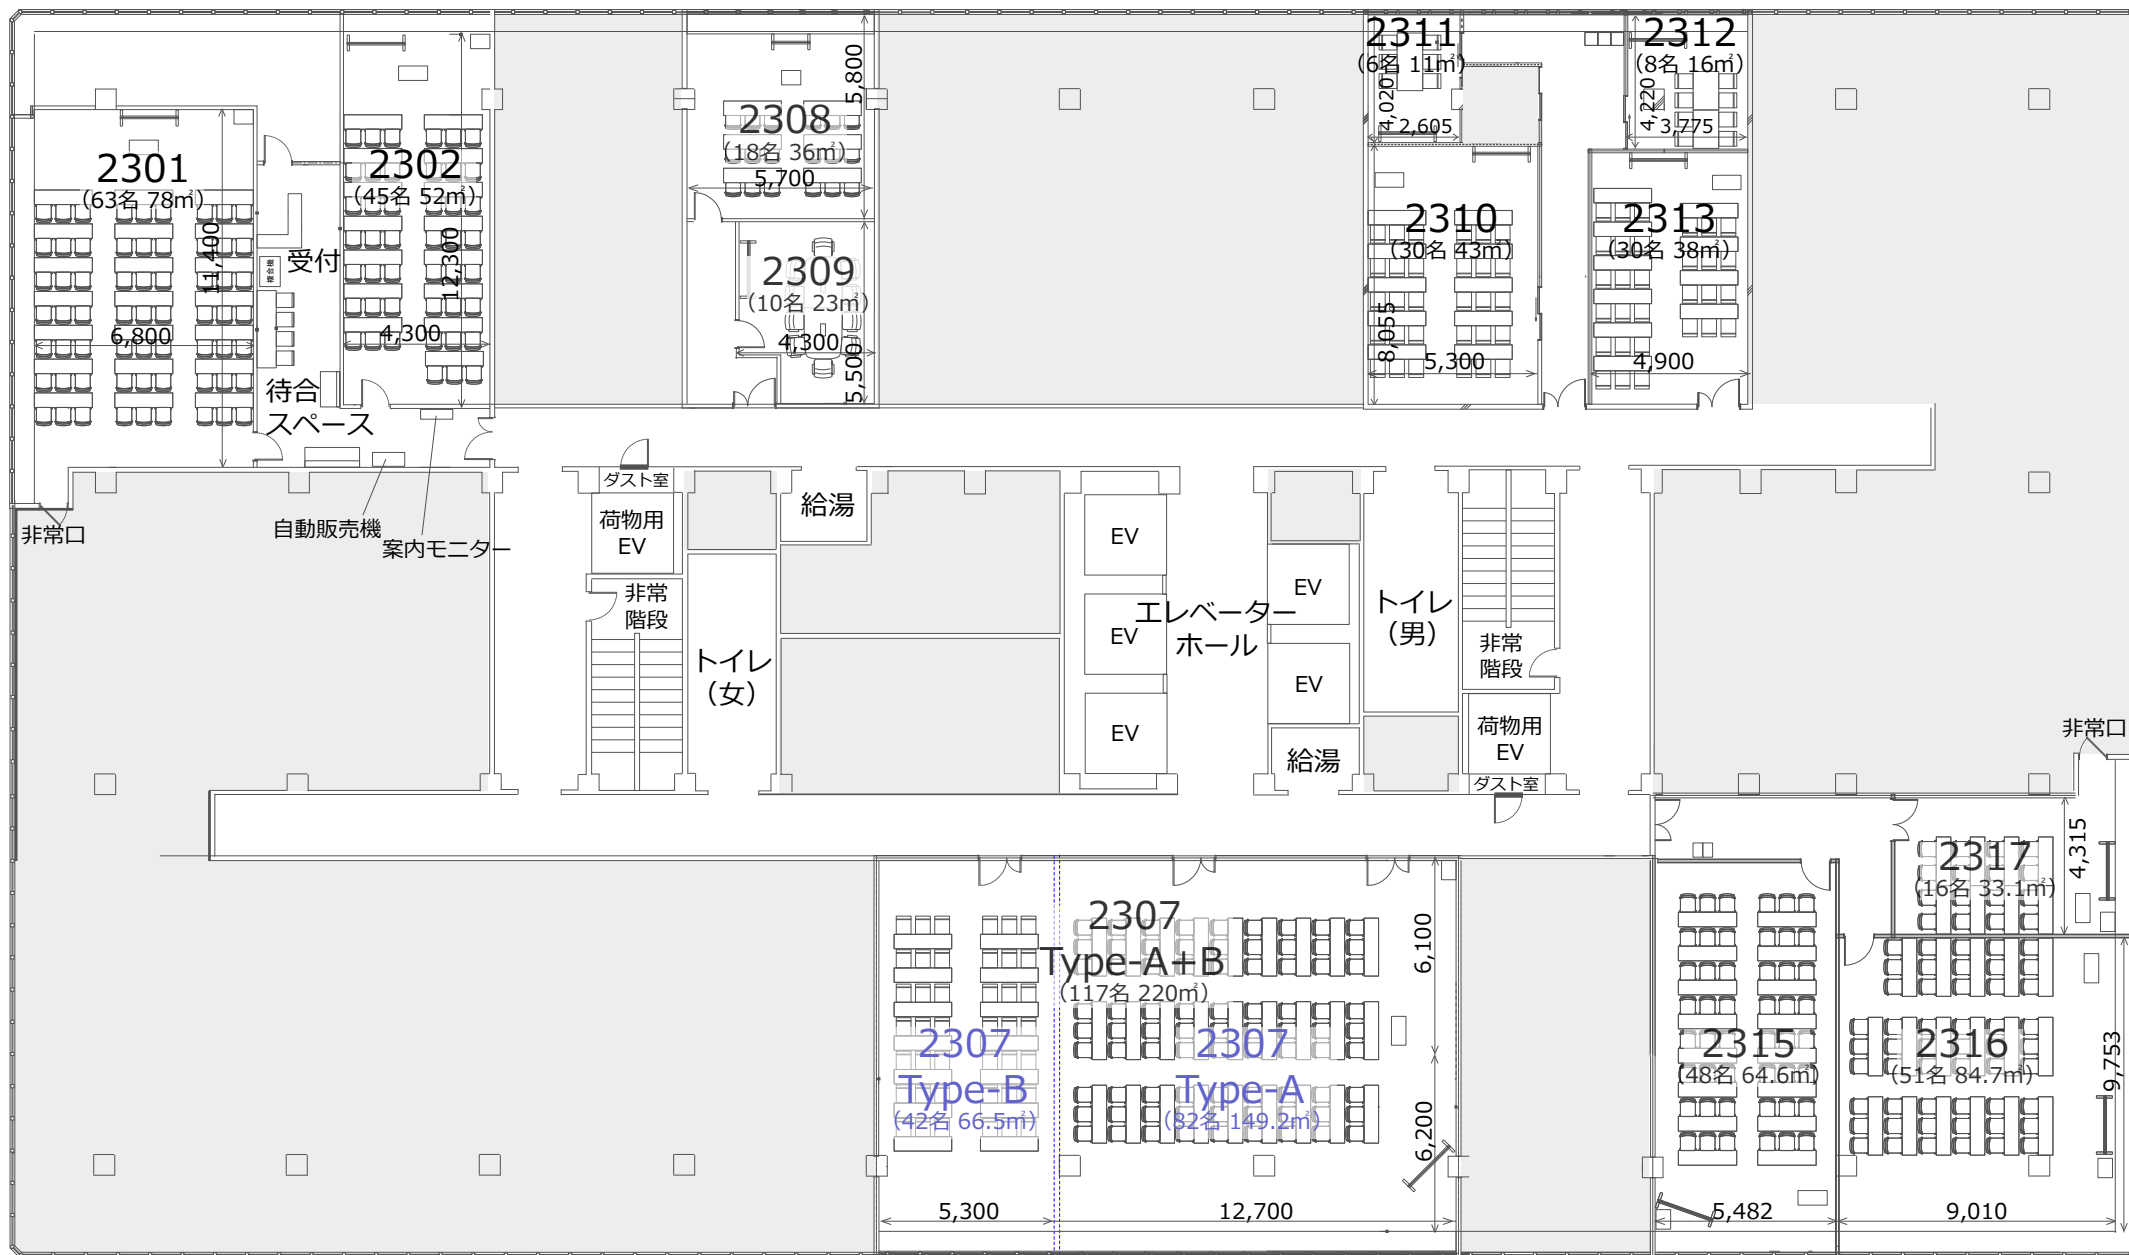 2301
（63名 78㎡）
11,400
6,800
受付
複合機
待合
スペース
2302
（45名 52㎡）
12,300
4,300
2308
（18名 36㎡）
5,800
5,700
2309
（10名 23㎡）
4,300
5,500
2311
（6名 11㎡）
4,020
2,605
2312
（8名 16㎡）
4,220
3,775
2310
（30名 43㎡）
8,055
5,300
2313
（30名 38㎡）
4,900
非常口
自動販売機
案内モニター
ダスト室
荷物用
EV
非常
階段
トイレ
（女）
給湯
EV
EV
EV
エレベーター
ホール
EV
EV
給湯
トイレ
（男）
非常
階段
荷物用
EV
ダスト室
非常口
2307
Type-A+B
（117名 220㎡）
2307
Type-B
（42名 66.5㎡）
2307
Type-A
（82名 149.2㎡）
6,100
6,200
5,300
12,700
2315
（48名 64.6㎡）
5,482
2316
（51名 84.7㎡）
9,753
9,010
2317
（16名 33.1㎡）
4,315